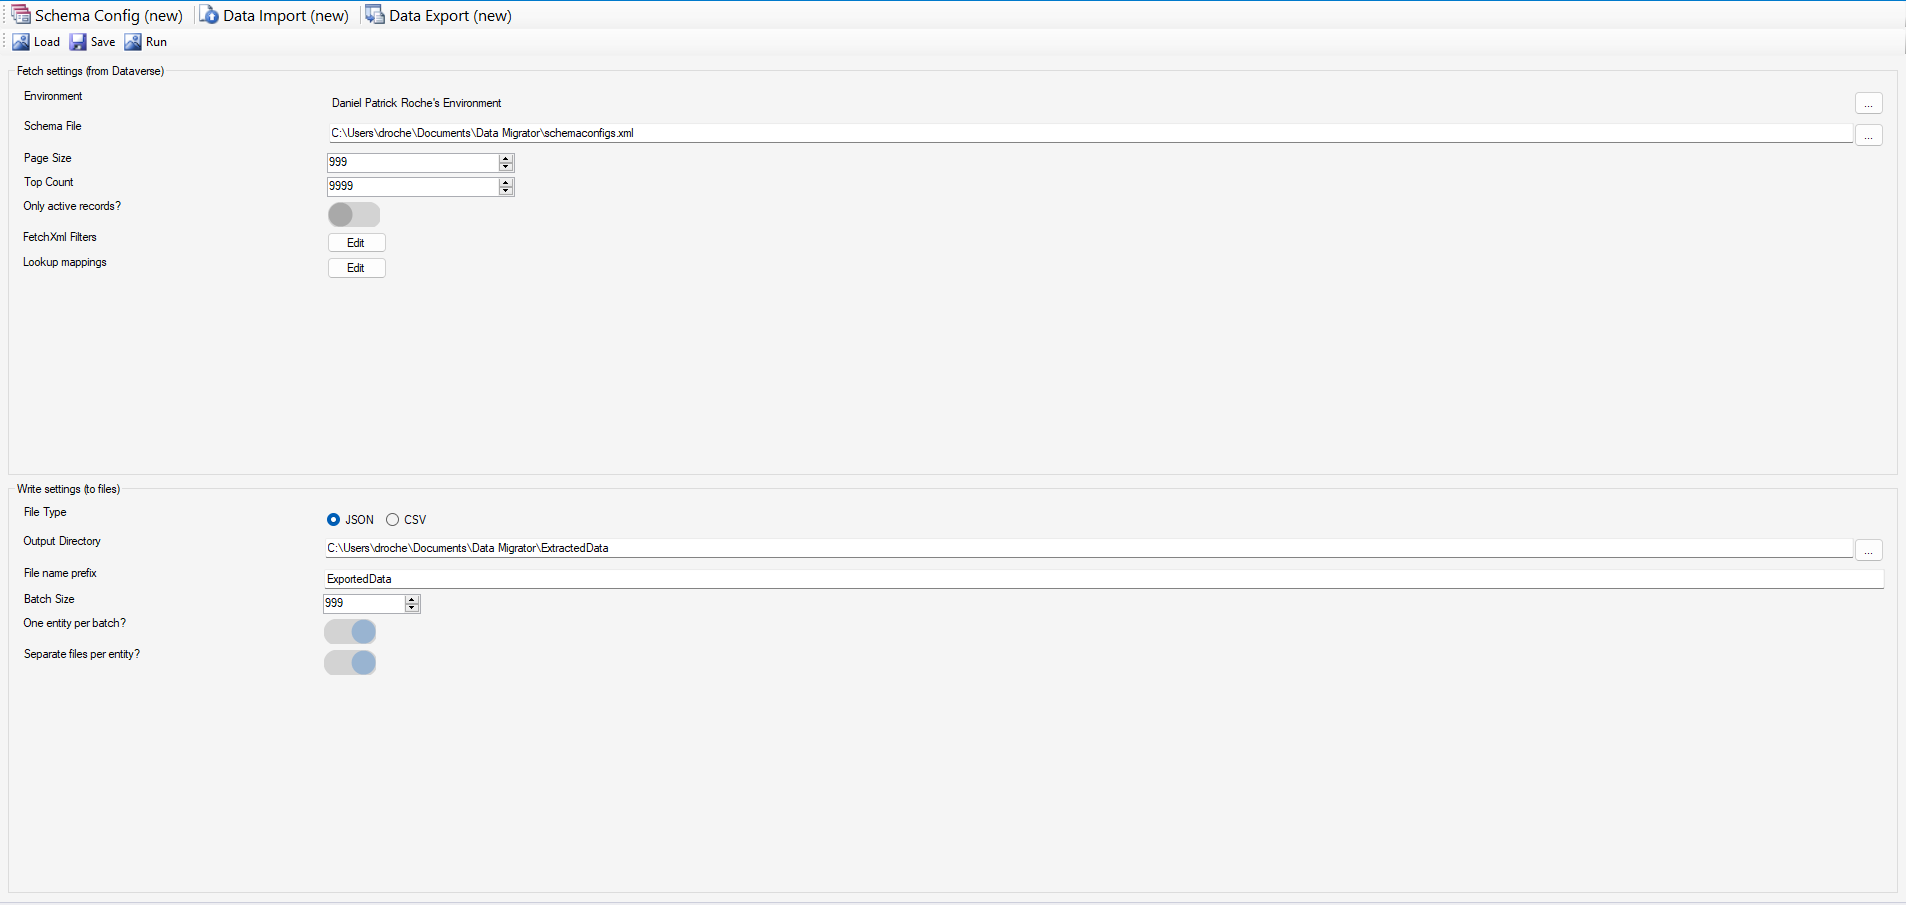 Schema Config (new) Data Import (new) Data Export (new)
Load Save Run
Fetch settings (from Dataverse)
Environment Daniel Patrick Roche's Environment ...
Schema File C:\Users\droche\Documents\Data Migrator\schemaconfigs.xml ...
Page Size 999
Top Count 9999
Only active records?
FetchXml Filters Edit
Lookup mappings Edit
Write settings (to files)
File Type JSON CSV
Output Directory C:\Users\droche\Documents\Data Migrator\ExtractedData ...
File name prefix ExportedData
Batch Size 999
One entity per batch?
Separate files per entity?